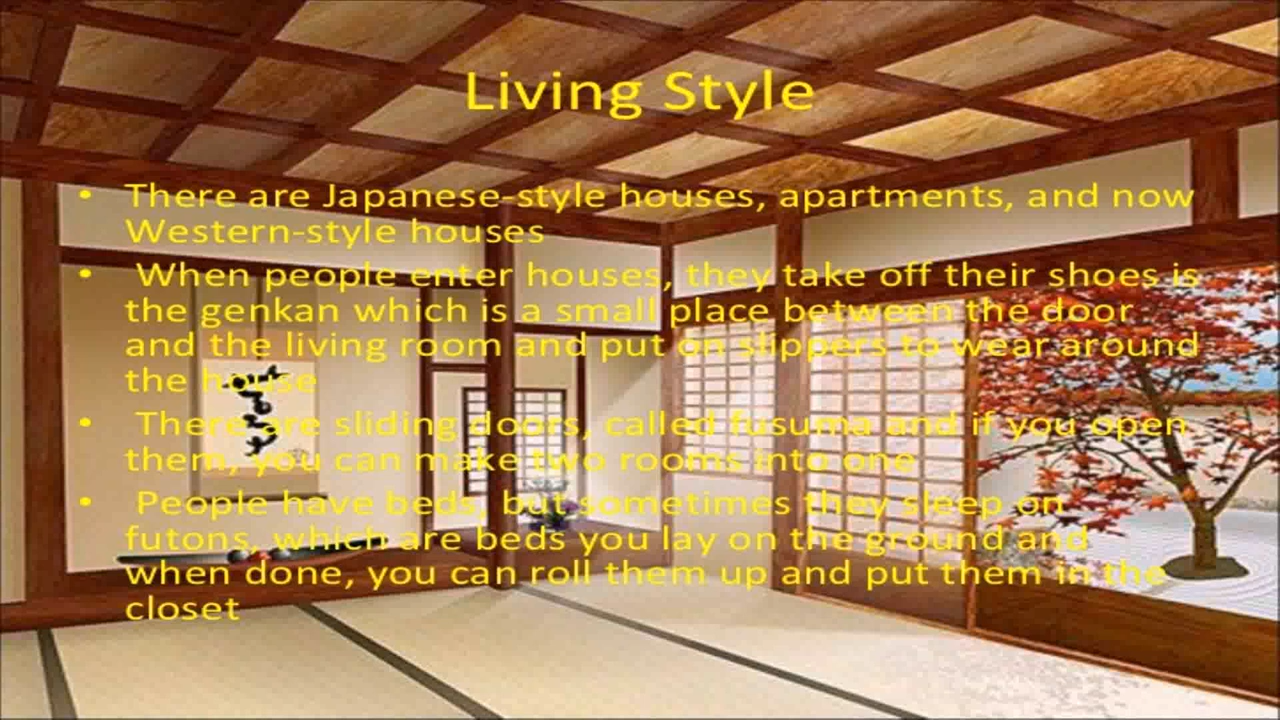 Living Style
• There are Japanese-style houses, apartments, and now
Western-style houses
• When people enter houses, they take off their shoes is
the genkan which is a small place between the door
and the living room and put on slippers to wear around
the house
• There are sliding doors, called fusuma and if you open
them, you can make two rooms into one
• People have beds, but sometimes they sleep on
futons, which are beds you lay on the ground and
when done, you can roll them up and put them in the
closet